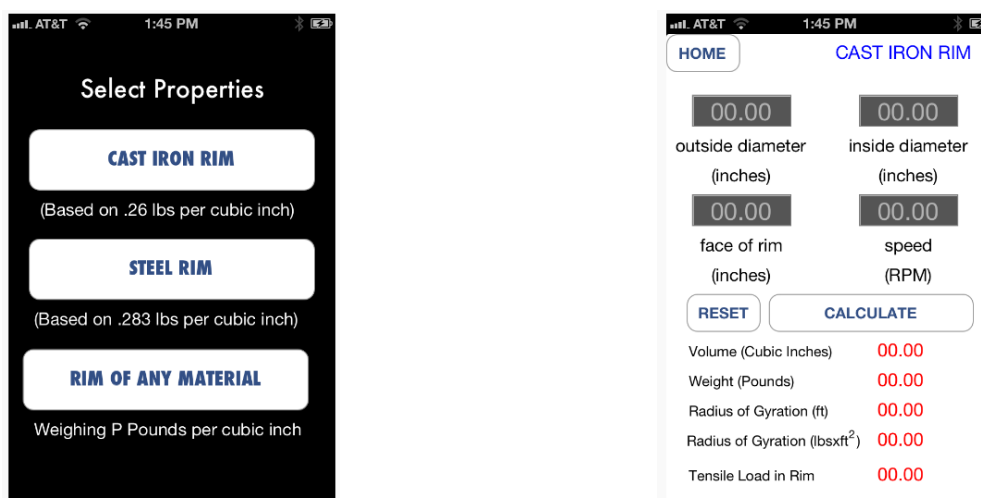 AT&T 1:45 PM
Select Properties
CAST IRON RIM
(Based on .26 lbs per cubic inch)
STEEL RIM
(Based on .283 lbs per cubic inch)
RIM OF ANY MATERIAL
Weighing P Pounds per cubic inch
AT&T 1:45 PM
HOME CAST IRON RIM
00.00 00.00
outside diameter inside diameter
(inches) (inches)
00.00 00.00
face of rim speed
(inches) (RPM)
RESET CALCULATE
Volume (Cubic Inches) 00.00
Weight (Pounds) 00.00
Radius of Gyration (ft) 00.00
Radius of Gyration (lbsxft²) 00.00
Tensile Load in Rim 00.00